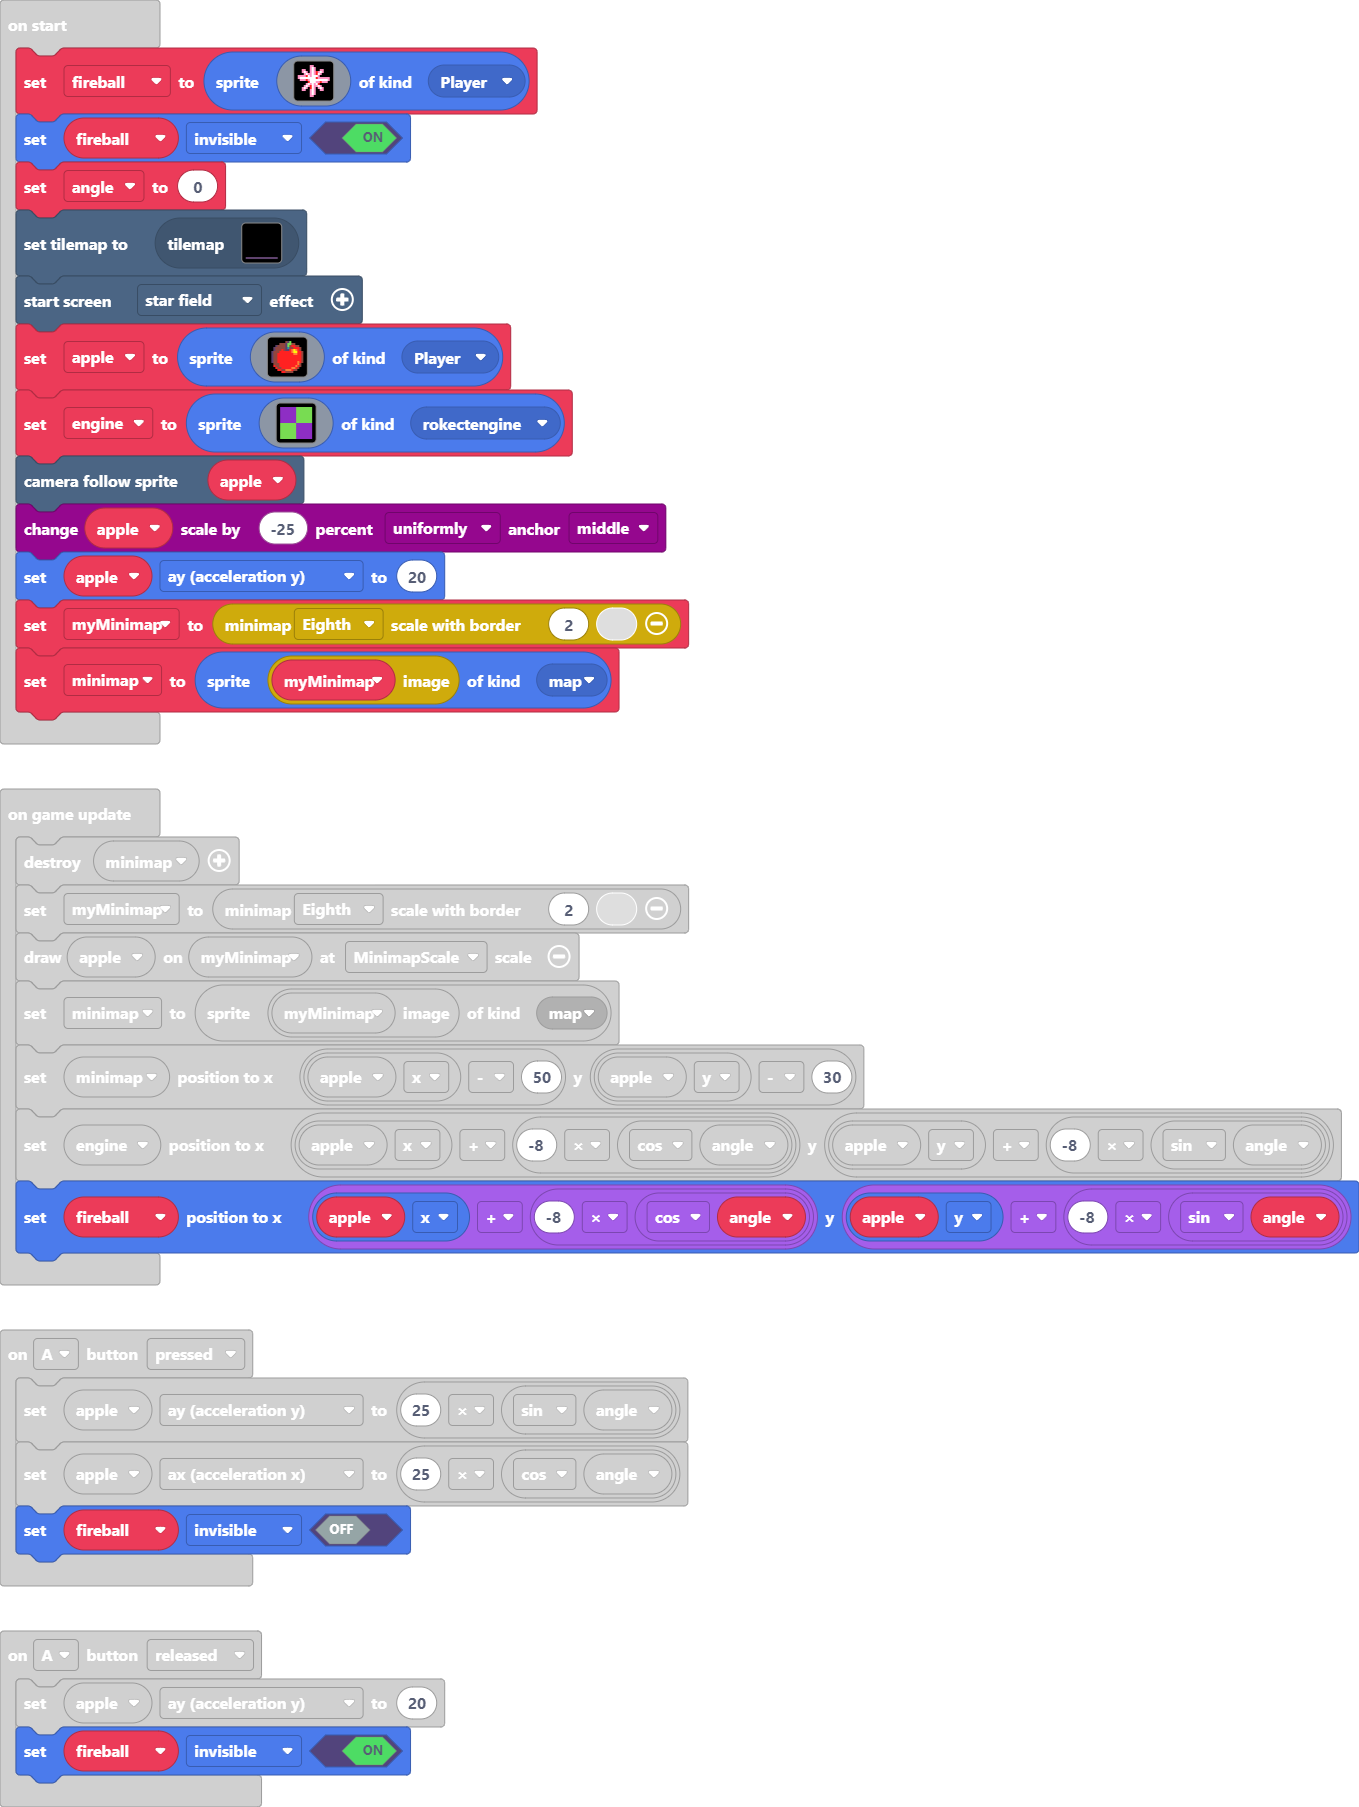 on start
set fireball to sprite of kind Player
set fireball invisible ON
set angle to 0
set tilemap to tilemap
start screen star field effect
set apple to sprite of kind Player
set engine to sprite of kind rokectengine
camera follow sprite apple
change apple scale by -25 percent uniformly anchor middle
set apple ay (acceleration y) to 20
set myMinimap to minimap Eighth scale with border 2
set minimap to sprite myMinimap image of kind map
on game update
destroy minimap
set myMinimap to minimap Eighth scale with border 2
draw apple on myMinimap at MinimapScale scale
set minimap to sprite myMinimap image of kind map
set minimap position to x apple x - 50 y apple y - 30
set engine position to x apple x + -8 × cos angle y apple y + -8 × sin angle
set fireball position to x apple x + -8 × cos angle y apple y + -8 × sin angle
on A button pressed
set apple ay (acceleration y) to 25 × sin angle
set apple ax (acceleration x) to 25 × cos angle
set fireball invisible OFF
on A button released
set apple ay (acceleration y) to 20
set fireball invisible ON